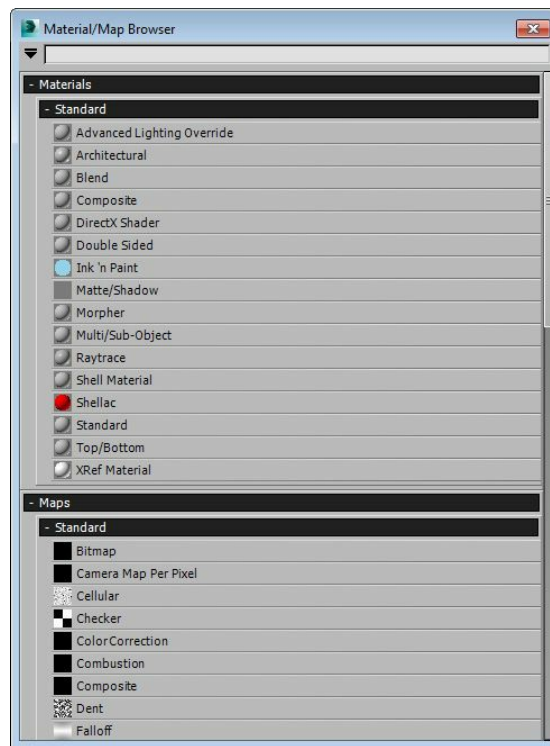 Material/Map Browser
- Materials
- Standard
Advanced Lighting Override
Architectural
Blend
Composite
DirectX Shader
Double Sided
Ink 'n Paint
Matte/Shadow
Morpher
Multi/Sub-Object
Raytrace
Shell Material
Shellac
Standard
Top/Bottom
XRef Material
- Maps
- Standard
Bitmap
Camera Map Per Pixel
Cellular
Checker
ColorCorrection
Combustion
Composite
Dent
Falloff